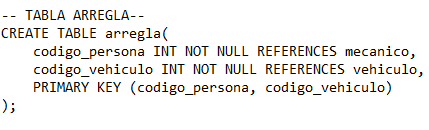 -- TABLA ARREGLA--
CREATE TABLE arregla(
    codigo_persona INT NOT NULL REFERENCES mecanico,
    codigo_vehiculo INT NOT NULL REFERENCES vehiculo,
    PRIMARY KEY (codigo_persona, codigo_vehiculo)
);